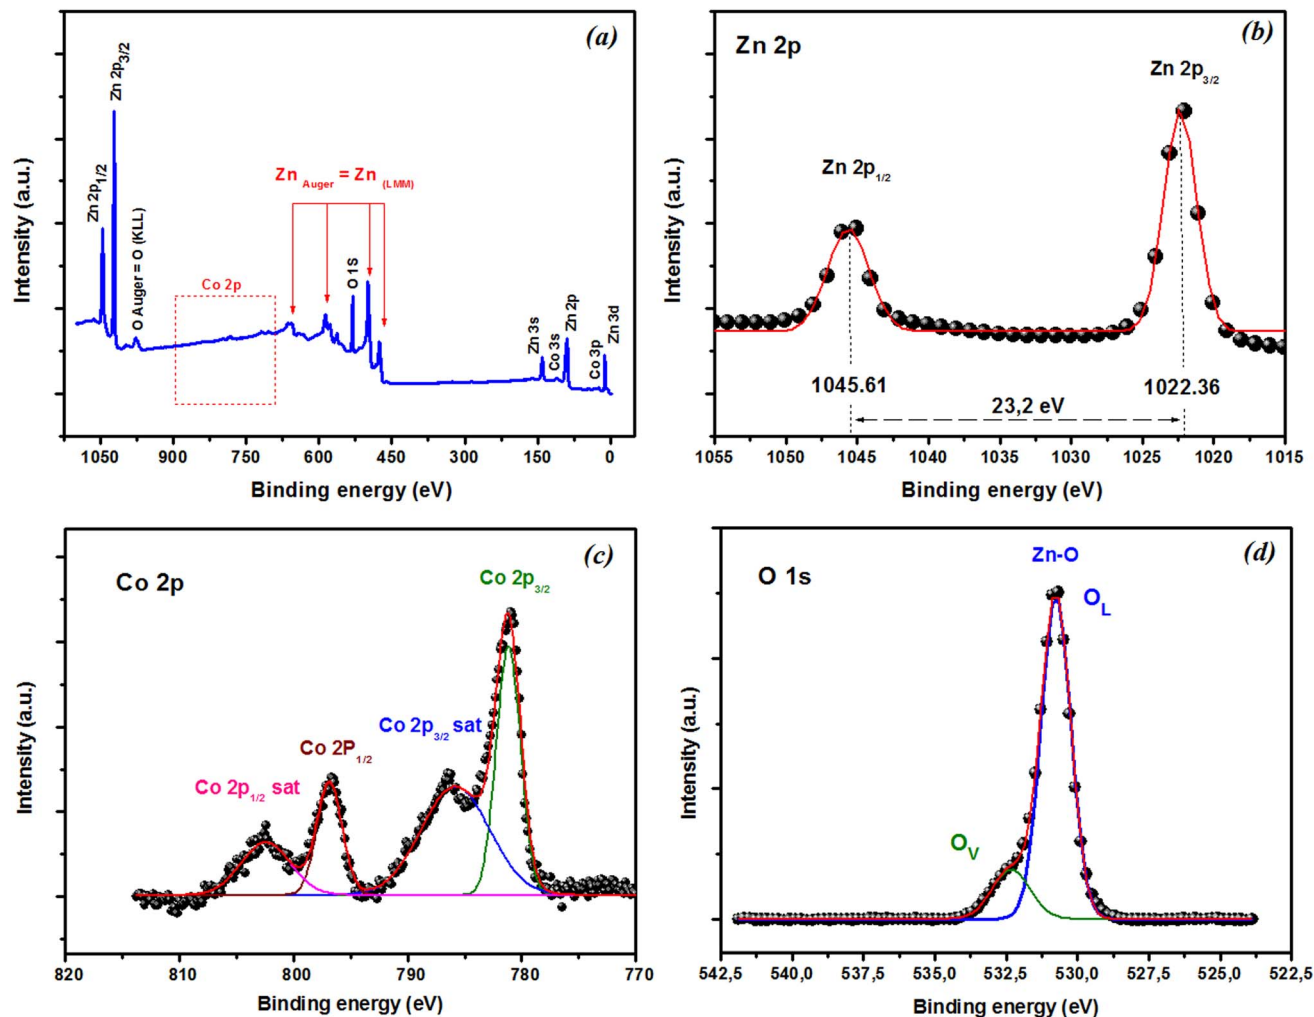 (a)
Zn 2p3/2
Zn 2p1/2
O Auger = O (KLL)
Co 2p
Zn Auger = Zn (LMM)
O 1s
Zn 3s
Co 3s
Zn 2p
Co 3p
Zn 3d
Intensity (a.u.)
1050 900 750 600 450 300 150 0
Binding energy (eV)
(b)
Zn 2p
Zn 2p3/2
Zn 2p1/2
1045.61
1022.36
23,2 eV
Intensity (a.u.)
1055 1050 1045 1040 1035 1030 1025 1020 1015
Binding energy (eV)
(c)
Co 2p
Co 2p3/2
Co 2p3/2 sat
Co 2P1/2
Co 2p1/2 sat
Intensity (a.u.)
820 810 800 790 780 770
Binding energy (eV)
(d)
O 1s
Zn-O
OL
OV
Intensity (a.u.)
542,5 540,0 537,5 535,0 532,5 530,0 527,5 525,0 522,5
Binding energy (eV)